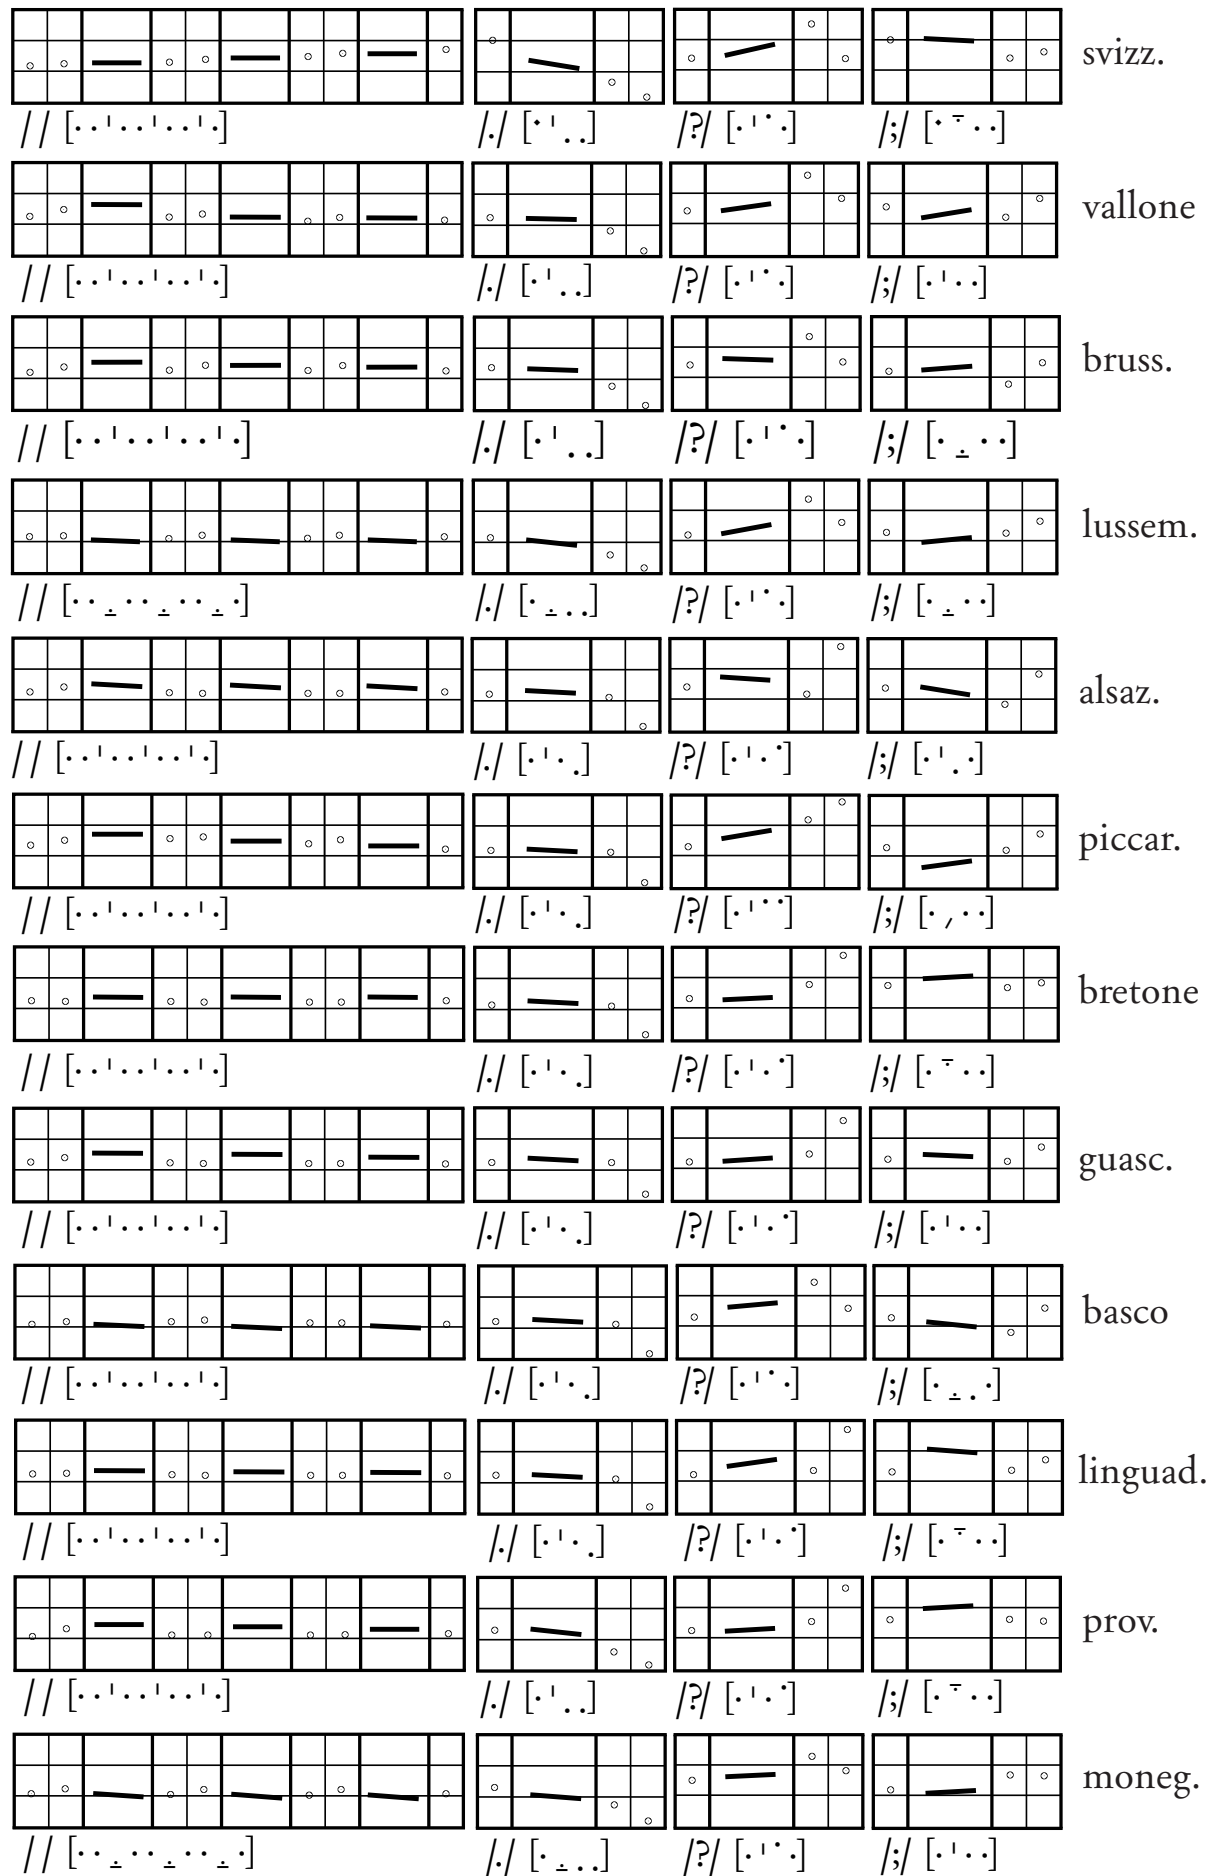 svizz.
/ / [· · ˈ · · ˈ · · ˈ ·] /./ [˙ ˈ . .] /?/ [· ˈ ˙ ·] /;/ [˙ ̄· · ·]
vallone
/ / [· · ˈ · · ˈ · · ˈ ·] /./ [· ˈ . .] /?/ [· ˈ ˙ ·] /;/ [· ˈ · ·]
bruss.
/ / [· · ˈ · · ˈ · · ˈ ·] /./ [· ˈ . .] /?/ [· ˈ ˙ ·] /;/ [· ·̱ · ·]
lussem.
/ / [· · ·̱ · · ·̱ · · ·̱ ·] /./ [· ·̱ . .] /?/ [· ˈ ˙ ·] /;/ [· ·̱ · ·]
alsaz.
/ / [· · ˈ · · ˈ · · ˈ ·] /./ [· ˈ · .] /?/ [· ˈ · ˙] /;/ [· ˈ . ·]
piccar.
/ / [· · ˈ · · ˈ · · ˈ ·] /./ [· ˈ · .] /?/ [· ˈ ˙ ˙] /;/ [· ˏ · ·]
bretone
/ / [· · ˈ · · ˈ · · ˈ ·] /./ [· ˈ · .] /?/ [· ˈ · ˙] /;/ [· ·̄ · ·]
guasc.
/ / [· · ˈ · · ˈ · · ˈ ·] /./ [· ˈ · .] /?/ [· ˈ · ˙] /;/ [· ˈ · ·]
basco
/ / [· · ˈ · · ˈ · · ˈ ·] /./ [· ˈ · .] /?/ [· ˈ ˙ ·] /;/ [· ·̱ . ·]
linguad.
/ / [· · ˈ · · ˈ · · ˈ ·] /./ [· ˈ · .] /?/ [· ˈ · ˙] /;/ [· ·̄ · ·]
prov.
/ / [· · ˈ · · ˈ · · ˈ ·] /./ [· ˈ . .] /?/ [· ˈ · ˙] /;/ [· ·̄ · ·]
moneg.
/ / [· · ·̱ · · ·̱ · · ·̱ ·] /./ [· ·̱ . .] /?/ [· ˈ ˙ ·] /;/ [· ˈ · ·]